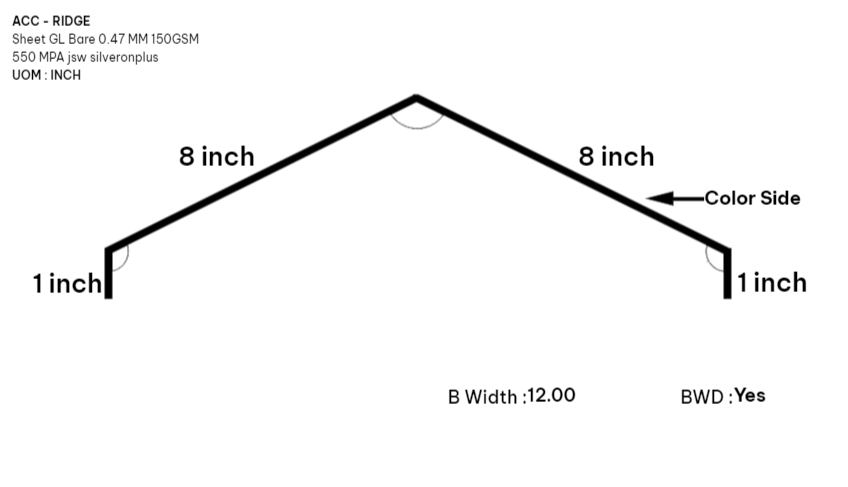 ACC - RIDGE
Sheet GL Bare 0.47 MM 150GSM
550 MPA jsw silveronplus
UOM : INCH
8 inch
8 inch
Color Side
1 inch
1 inch
B Width :12.00
BWD :Yes